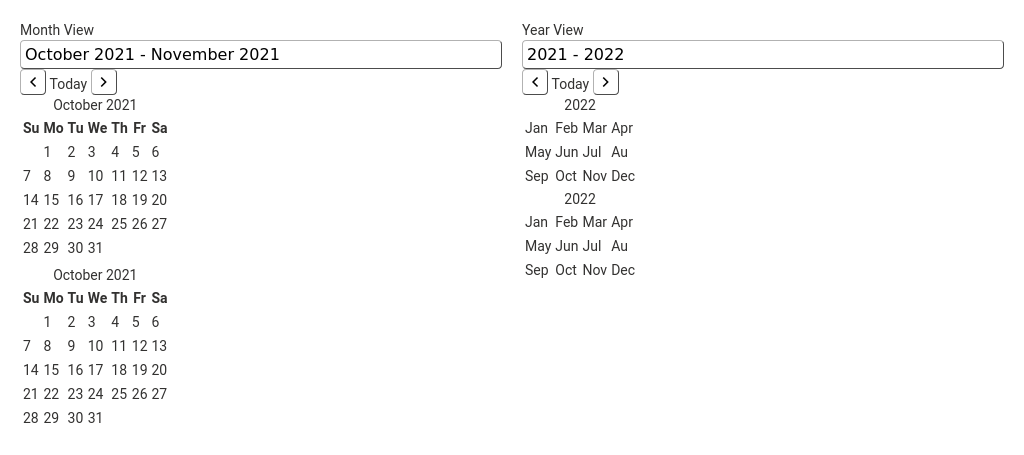 Month View
October 2021 - November 2021
Today
October 2021
Su Mo Tu We Th Fr Sa
1 2 3 4 5 6
7 8 9 10 11 12 13
14 15 16 17 18 19 20
21 22 23 24 25 26 27
28 29 30 31
October 2021
Su Mo Tu We Th Fr Sa
1 2 3 4 5 6
7 8 9 10 11 12 13
14 15 16 17 18 19 20
21 22 23 24 25 26 27
28 29 30 31
Year View
2021 - 2022
Today
2022
Jan Feb Mar Apr
May Jun Jul Au
Sep Oct Nov Dec
2022
Jan Feb Mar Apr
May Jun Jul Au
Sep Oct Nov Dec